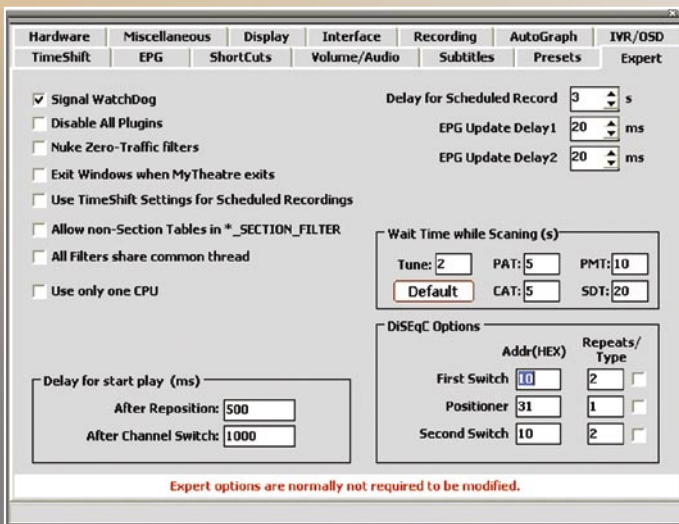 Hardware Miscellaneous Display Interface Recording AutoGraph IVR/OSD
TimeShift EPG ShortCuts Volume/Audio Subtitles Presets Expert
Signal WatchDog
Disable All Plugins
Nuke Zero-Traffic filters
Exit Windows when MyTheatre exits
Use TimeShift Settings for Scheduled Recordings
Allow non-Section Tables in *_SECTION_FILTER
All Filters share common thread
Use only one CPU
Delay for Scheduled Record 3 s
EPG Update Delay1 20 ms
EPG Update Delay2 20 ms
Wait Time while Scaning (s)
Tune: 2 PAT: 5 PMT: 10
Default CAT: 5 SDT: 20
DiSEqC Options
Addr(HEX) Repeats/
Type
First Switch 10 2
Positioner 31 1
Second Switch 10 2
Delay for start play (ms)
After Reposition: 500
After Channel Switch: 1000
Expert options are normally not required to be modified.